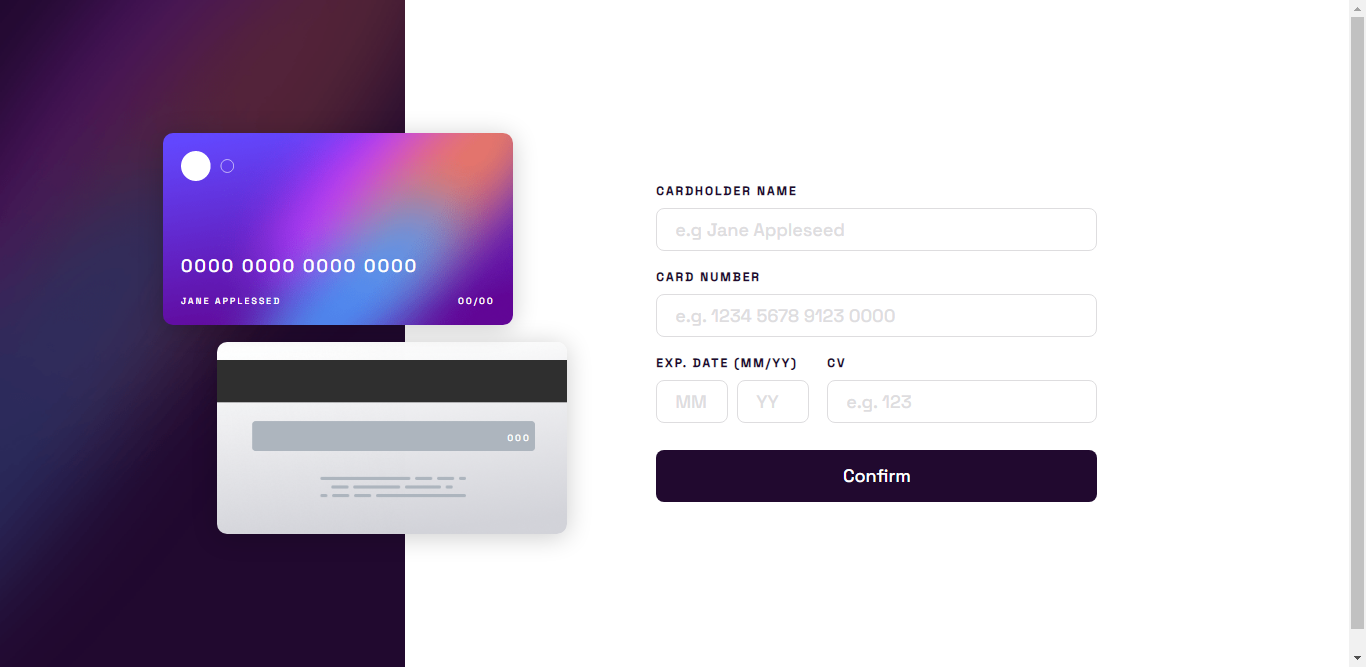 0000 0000 0000 0000
JANE APPLESSED 00/00
000
CARDHOLDER NAME
e.g Jane Appleseed
CARD NUMBER
e.g. 1234 5678 9123 0000
EXP. DATE (MM/YY) CV
MM YY e.g. 123
Confirm